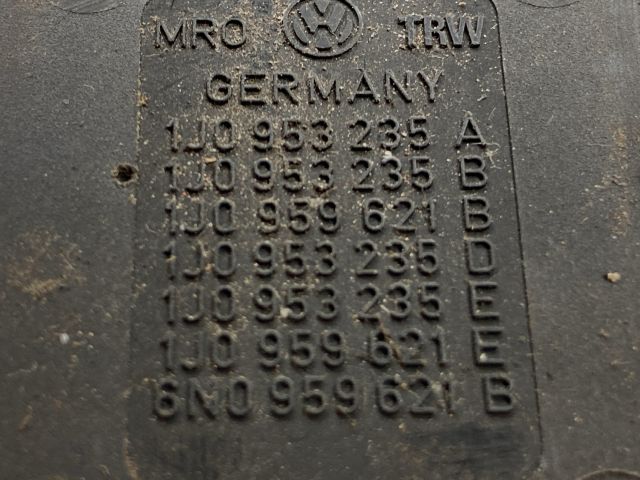 MRO VW TRW
GERMANY
1J0 953 235 A
1J0 953 235 B
1J0 959 621 B
1J0 953 235 D
1J0 953 235 E
1J0 959 621 E
6N0 959 621 B